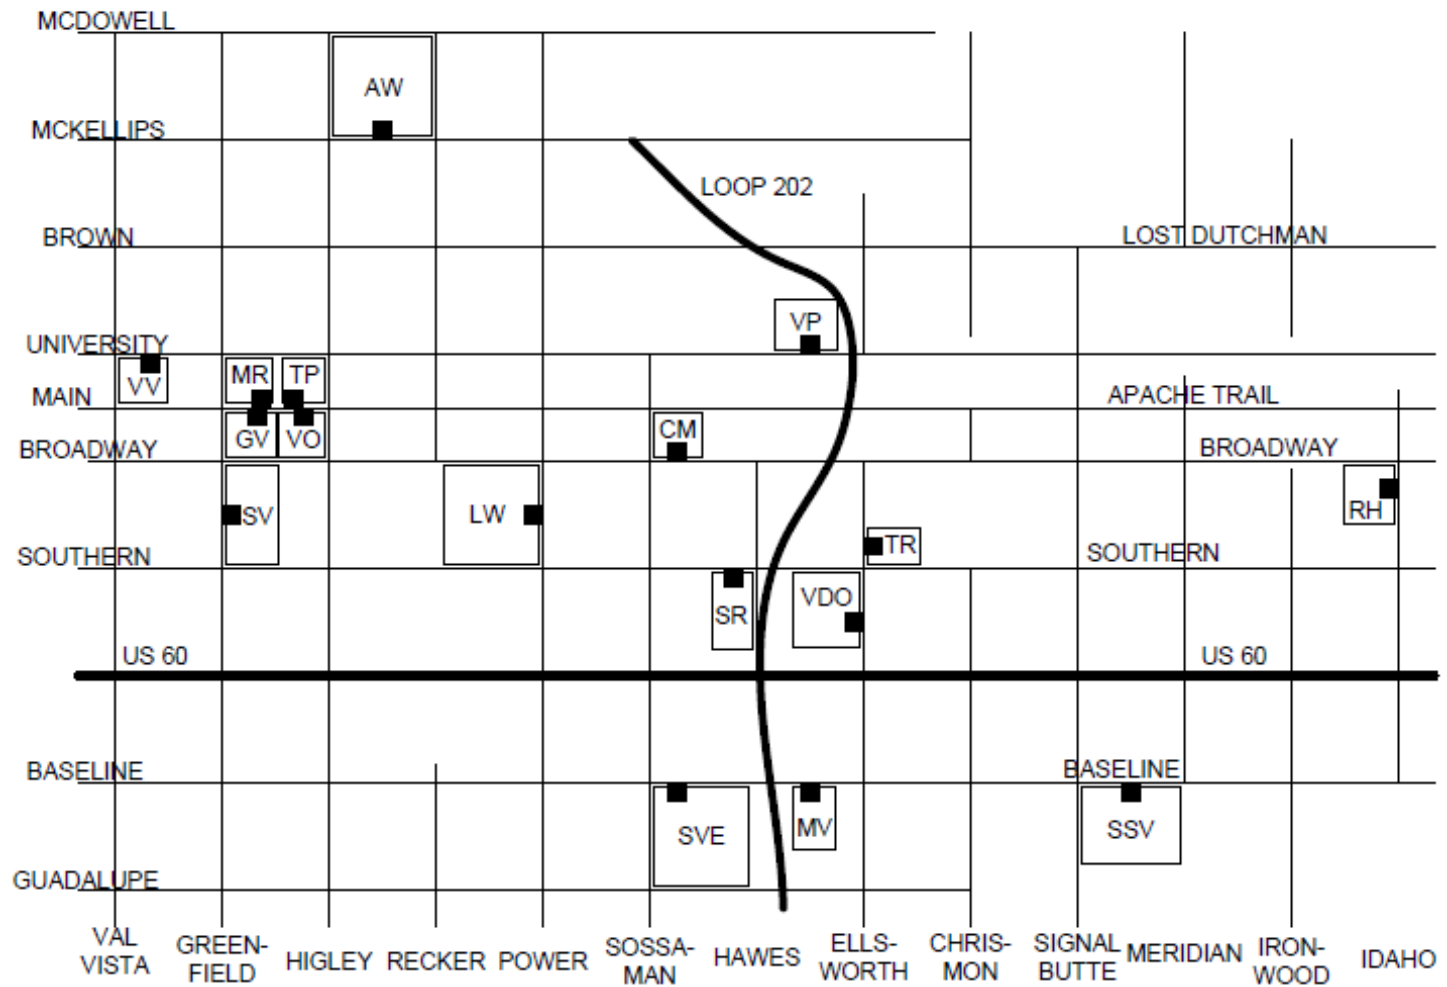 MCDOWELL
AW
MCKELLIPS
LOOP 202
BROWN
LOST DUTCHMAN
VP
UNIVERSITY
MR
TP
VV
MAIN
APACHE TRAIL
CM
GV
VO
BROADWAY
BROADWAY
RH
SV
LW
TR
SOUTHERN
SOUTHERN
VDO
SR
US 60
US 60
BASELINE
BASELINE
SVE
MV
SSV
GUADALUPE
VAL
VISTA
GREEN-
FIELD
HIGLEY
RECKER
POWER
SOSSA-
MAN
HAWES
ELLS-
WORTH
CHRIS-
MON
SIGNAL
BUTTE
MERIDIAN
IRON-
WOOD
IDAHO